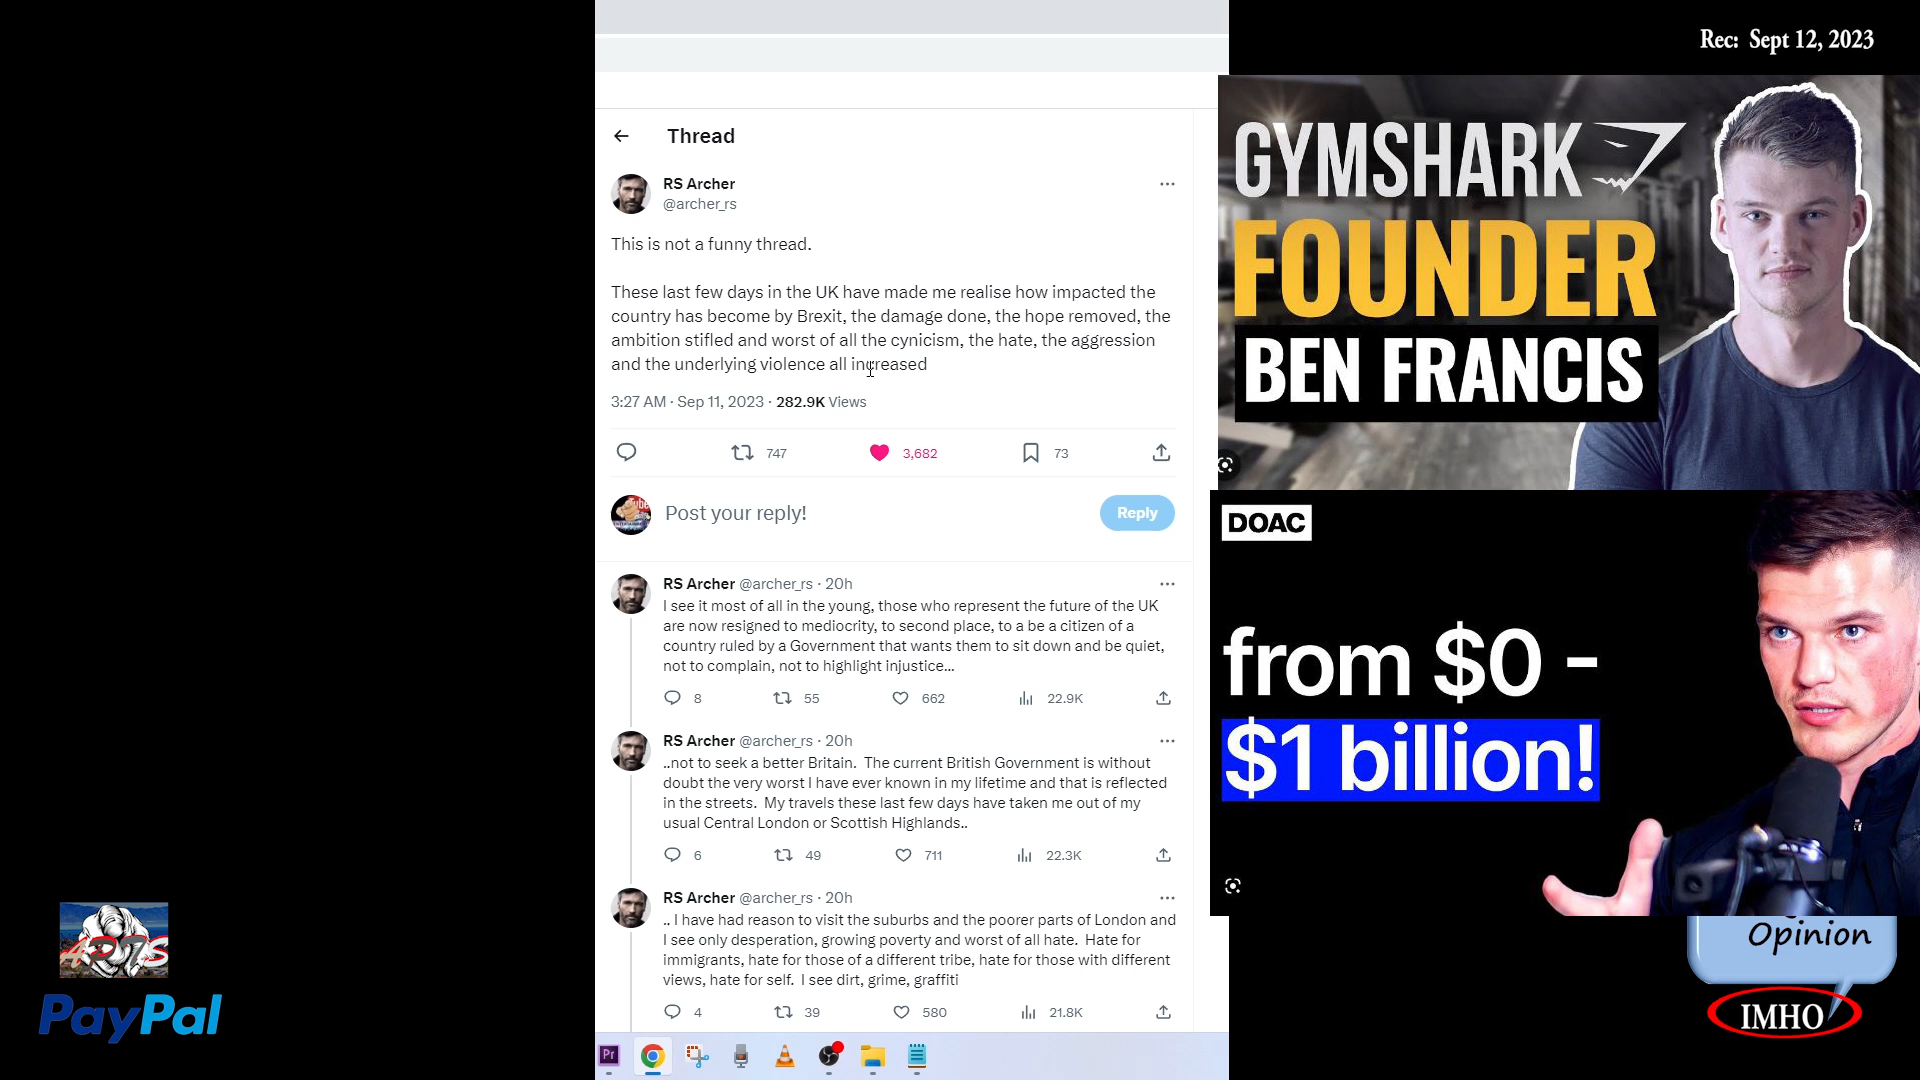 Rec: Sept 12, 2023
Thread
RS Archer
@archer_rs
This is not a funny thread.
These last few days in the UK have made me realise how impacted the
country has become by Brexit, the damage done, the hope removed, the
ambition stifled and worst of all the cynicism, the hate, the aggression
and the underlying violence all increased
3:27 AM · Sep 11, 2023 · 282.9K Views
747
3,682
73
Post your reply!
Reply
RS Archer @archer_rs · 20h
I see it most of all in the young, those who represent the future of the UK
are now resigned to mediocrity, to second place, to a be a citizen of a
country ruled by a Government that wants them to sit down and be quiet,
not to complain, not to highlight injustice...
8
55
662
22.9K
RS Archer @archer_rs · 20h
..not to seek a better Britain. The current British Government is without
doubt the very worst I have ever known in my lifetime and that is reflected
in the streets. My travels these last few days have taken me out of my
usual Central London or Scottish Highlands..
6
49
711
22.3K
RS Archer @archer_rs · 20h
.. I have had reason to visit the suburbs and the poorer parts of London and
I see only desperation, growing poverty and worst of all hate. Hate for
immigrants, hate for those of a different tribe, hate for those with different
views, hate for self. I see dirt, grime, graffiti
4
39
580
21.8K
Pr
GYMSHARK
FOUNDER
BEN FRANCIS
DOAC
from $0 -
$1 billion!
Opinion
IMHO
PayPal